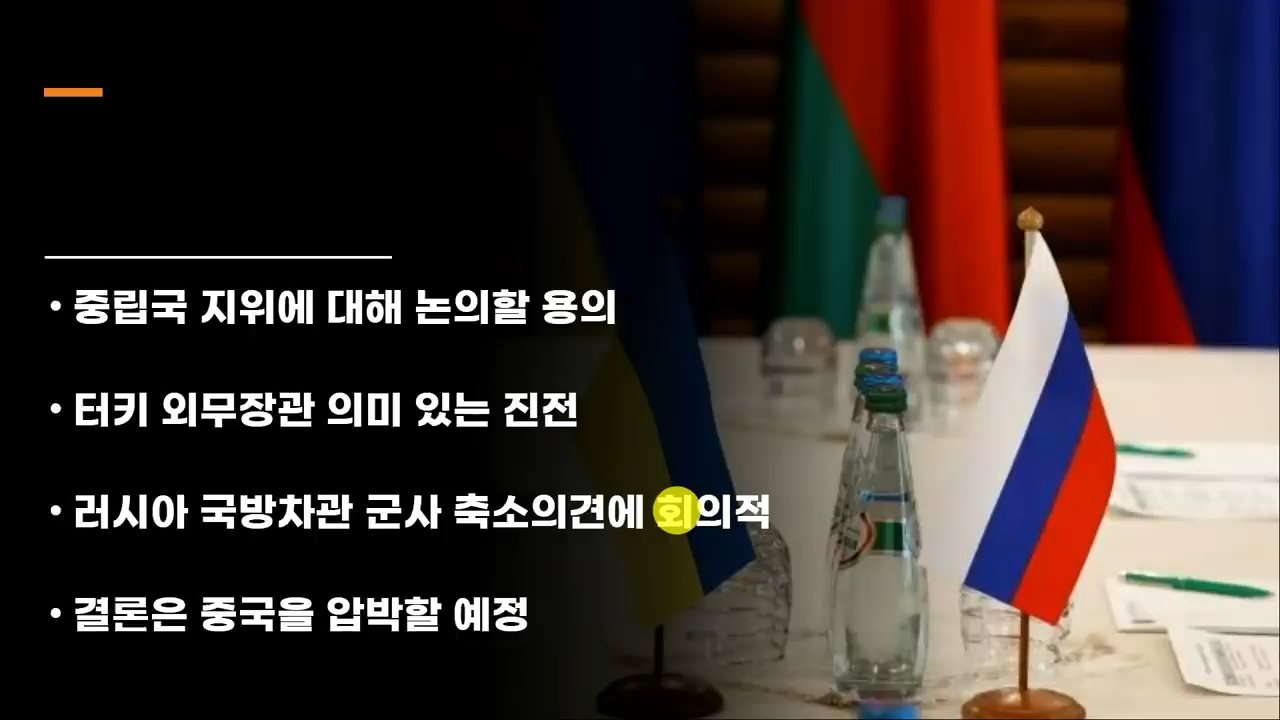 • 중립국 지위에 대해 논의할 용의
• 터키 외무장관 의미 있는 진전
• 러시아 국방차관 군사 축소의견에 회의적
• 결론은 중국을 압박할 예정